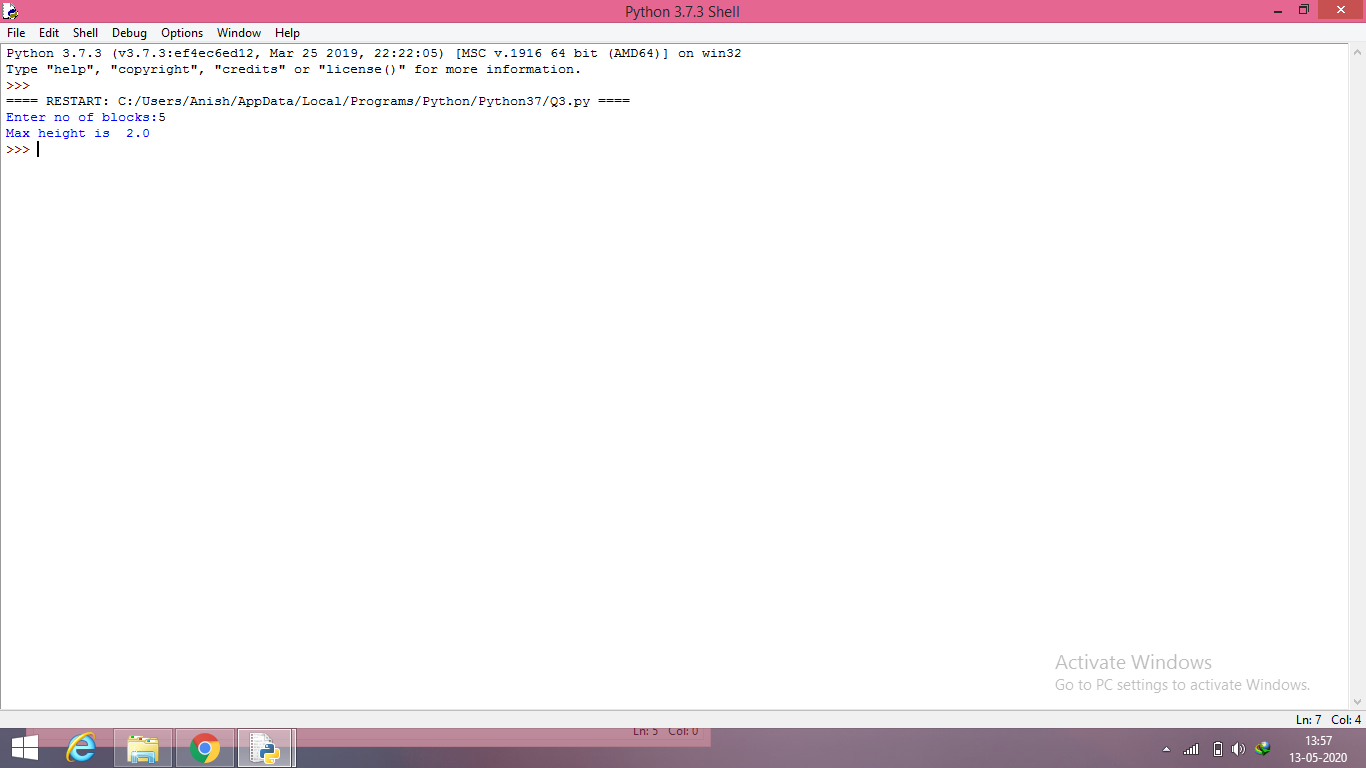 Python 3.7.3 Shell
File Edit Shell Debug Options Window Help
Python 3.7.3 (v3.7.3:ef4ec6ed12, Mar 25 2019, 22:22:05) [MSC v.1916 64 bit (AMD64)] on win32
Type "help", "copyright", "credits" or "license()" for more information.
>>>
==== RESTART: C:/Users/Anish/AppData/Local/Programs/Python/Python37/Q3.py ====
Enter no of blocks:5
Max height is  2.0
>>>
Activate Windows
Go to PC settings to activate Windows.
Ln: 7 Col: 4
Ln: 5 Col: 0
13:57
13-05-2020